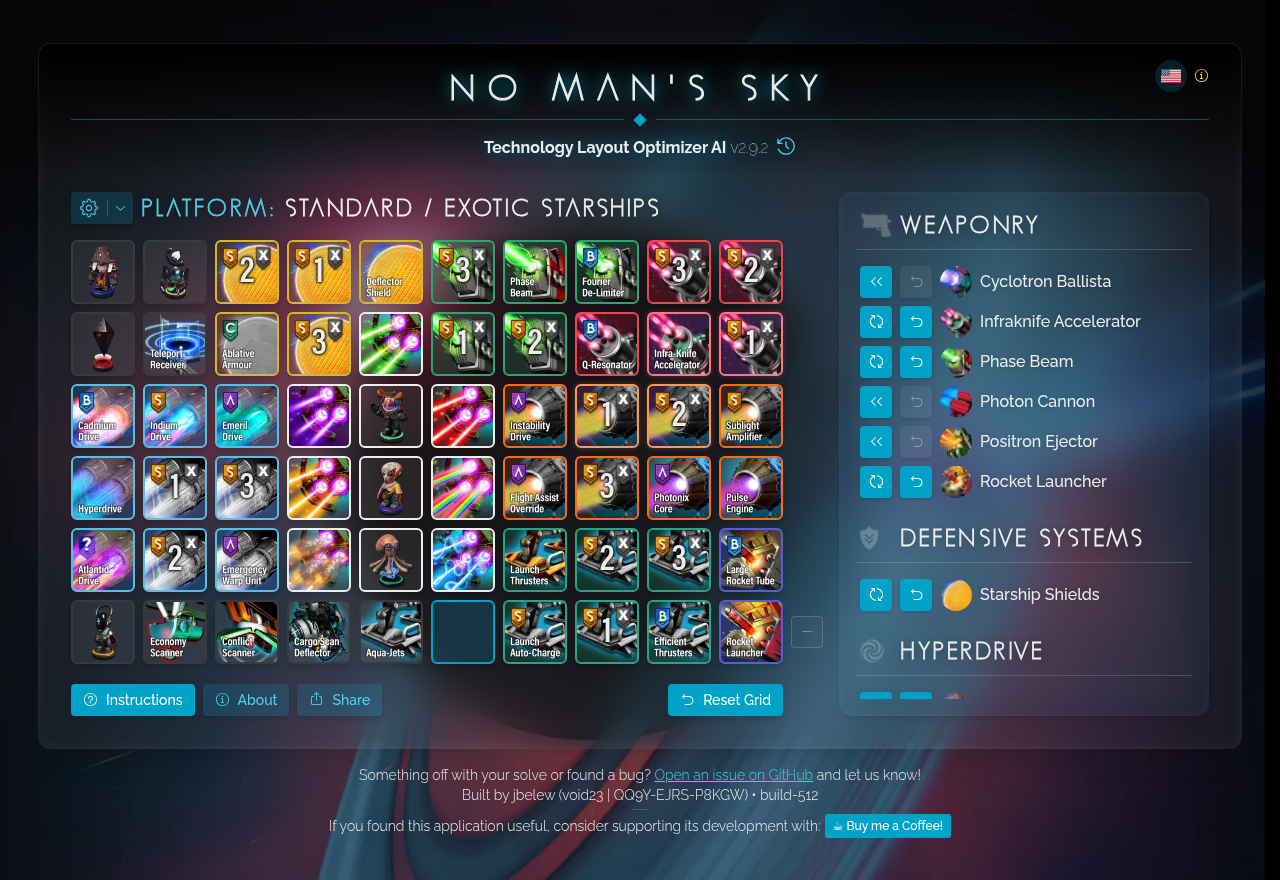 NO MAN'S SKY
Technology Layout Optimizer AI v2.9.2
PLATFORM: STANDARD / EXOTIC STARSHIPS
S 2 X
S 1 X
S Deflector Shield
S 3 X
S Phase Beam
B Fourier De-Limiter
S 3 X
S 2 X
Teleport Receiver
C Ablative Armour
S 3 X
S 1 X
S 2 X
B Q-Resonator
Infra-Knife Accelerator
S 1 X
B Cadmium Drive
S Indium Drive
A Emeril Drive
A Instability Drive
S 1 X
S 2 X
S Sublight Amplifier
Hyperdrive
S 1 X
S 3 X
A Flight Assist Override
S 3 X
A Photonix Core
Pulse Engine
? Atlantid Drive
S 2 X
A Emergency Warp Unit
Launch Thrusters
S 2 X
S 3 X
B Large Rocket Tube
Economy Scanner
Conflict Scanner
Cargo Scan Deflector
Aqua-Jets
S Launch Auto-Charge
S 1 X
B Efficient Thrusters
Rocket Launcher
Instructions
About
Share
Reset Grid
WEAPONRY
Cyclotron Ballista
Infraknife Accelerator
Phase Beam
Photon Cannon
Positron Ejector
Rocket Launcher
DEFENSIVE SYSTEMS
Starship Shields
HYPERDRIVE
Something off with your solve or found a bug? Open an issue on GitHub and let us know!
Built by jbelew (void23 | QQ9Y-EJRS-P8KGW) • build-512
If you found this application useful, consider supporting its development with: Buy me a Coffee!